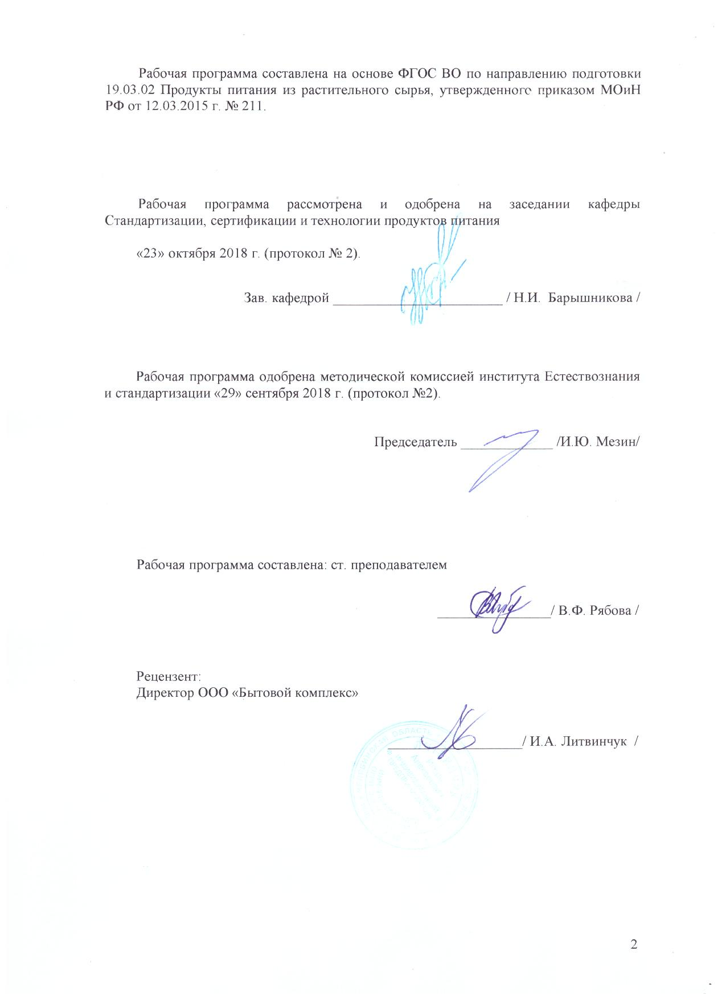 Рабочая программа составлена на основе ФГОС ВО по направлению подготовки
19.03.02 Продукты питания из растительного сырья, утвержденного приказом МОиН
РФ от 12.03.2015 г. № 211.
Рабочая программа рассмотрена и одобрена на заседании кафедры
Стандартизации, сертификации и технологии продуктов питания
«23» октября 2018 г. (протокол № 2).
Зав. кафедрой ________________________ / Н.И. Барышникова /
Рабочая программа одобрена методической комиссией института Естествознания
и стандартизации «29» сентября 2018 г. (протокол №2).
Председатель _____________ /И.Ю. Мезин/
Рабочая программа составлена: ст. преподавателем
________________/ В.Ф. Рябова /
Рецензент:
Директор ООО «Бытовой комплекс»
___________________/ И.А. Литвинчук /
ОБЛАСТЬ
2